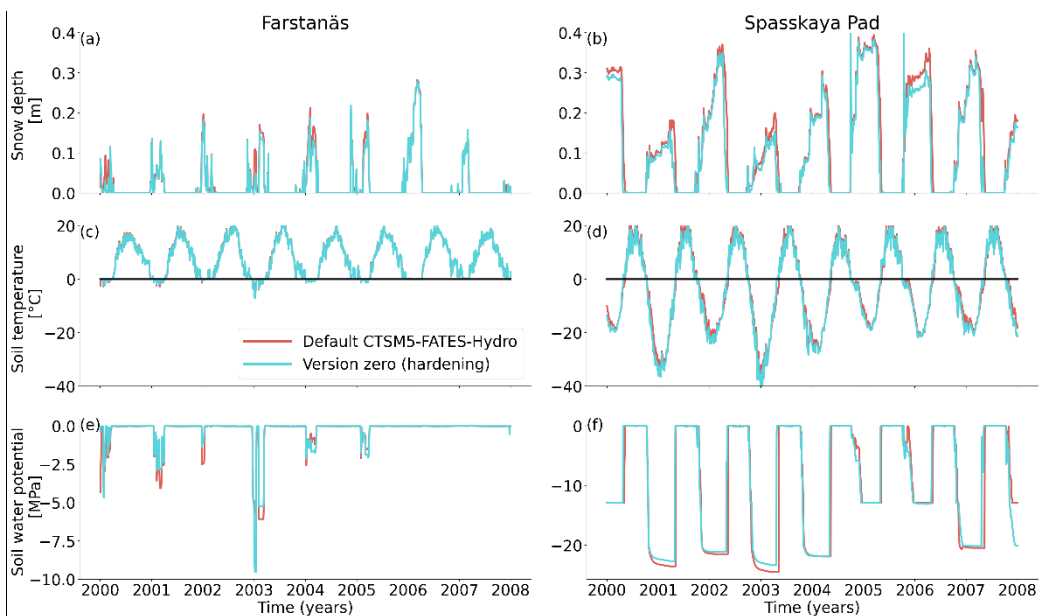 Farstanäs
Spasskaya Pad
(a)
(b)
Snow depth
[m]
0.4
0.3
0.2
0.1
0.0
0.4
0.3
0.2
0.1
0.0
(c)
(d)
Soil temperature
[°C]
20
0
−20
−40
20
0
−20
−40
Default CTSM5-FATES-Hydro
Version zero (hardening)
(e)
(f)
Soil water potential
[MPa]
0.0
−2.5
−5.0
−7.5
−10.0
0
−10
−20
2000 2001 2002 2003 2004 2005 2006 2007 2008
2000 2001 2002 2003 2004 2005 2006 2007 2008
Time (years)
Time (years)